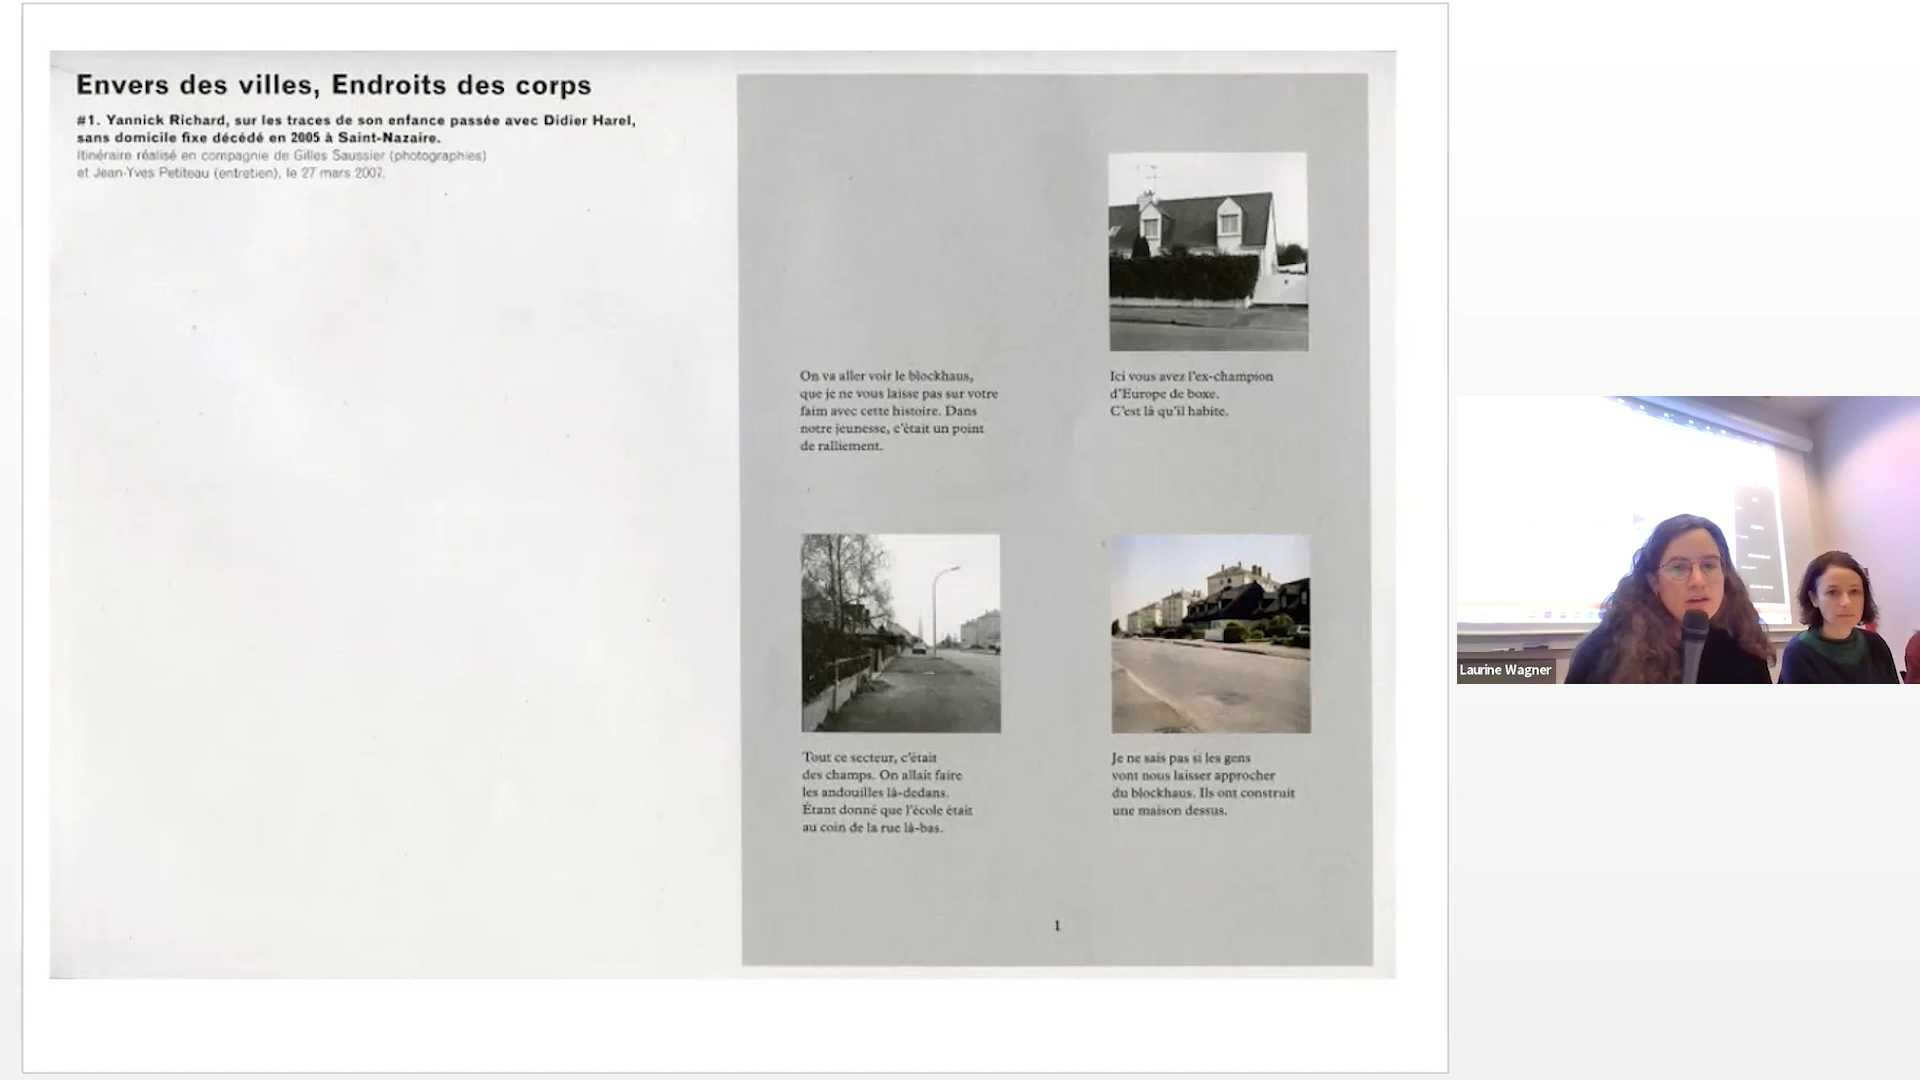 Envers des villes, Endroits des corps
#1. Yannick Richard, sur les traces de son enfance passée avec Didier Harel,
sans domicile fixe décédé en 2005 à Saint-Nazaire.
Itinéraire réalisé en compagnie de Gilles Saussier (photographies)
et Jean-Yves Petiteau (entretien), le 27 mars 2007.
On va aller voir le blockhaus,
que je ne vous laisse pas sur votre
faim avec cette histoire. Dans
notre jeunesse, c'était un point
de ralliement.
Ici vous avez l'ex-champion
d'Europe de boxe.
C'est là qu'il habite.
Tout ce secteur, c'était
des champs. On allait faire
les andouilles là-dedans.
Étant donné que l'école était
au coin de la rue là-bas.
Je ne sais pas si les gens
vont nous laisser approcher
du blockhaus. Ils ont construit
une maison dessus.
1
Laurine Wagner